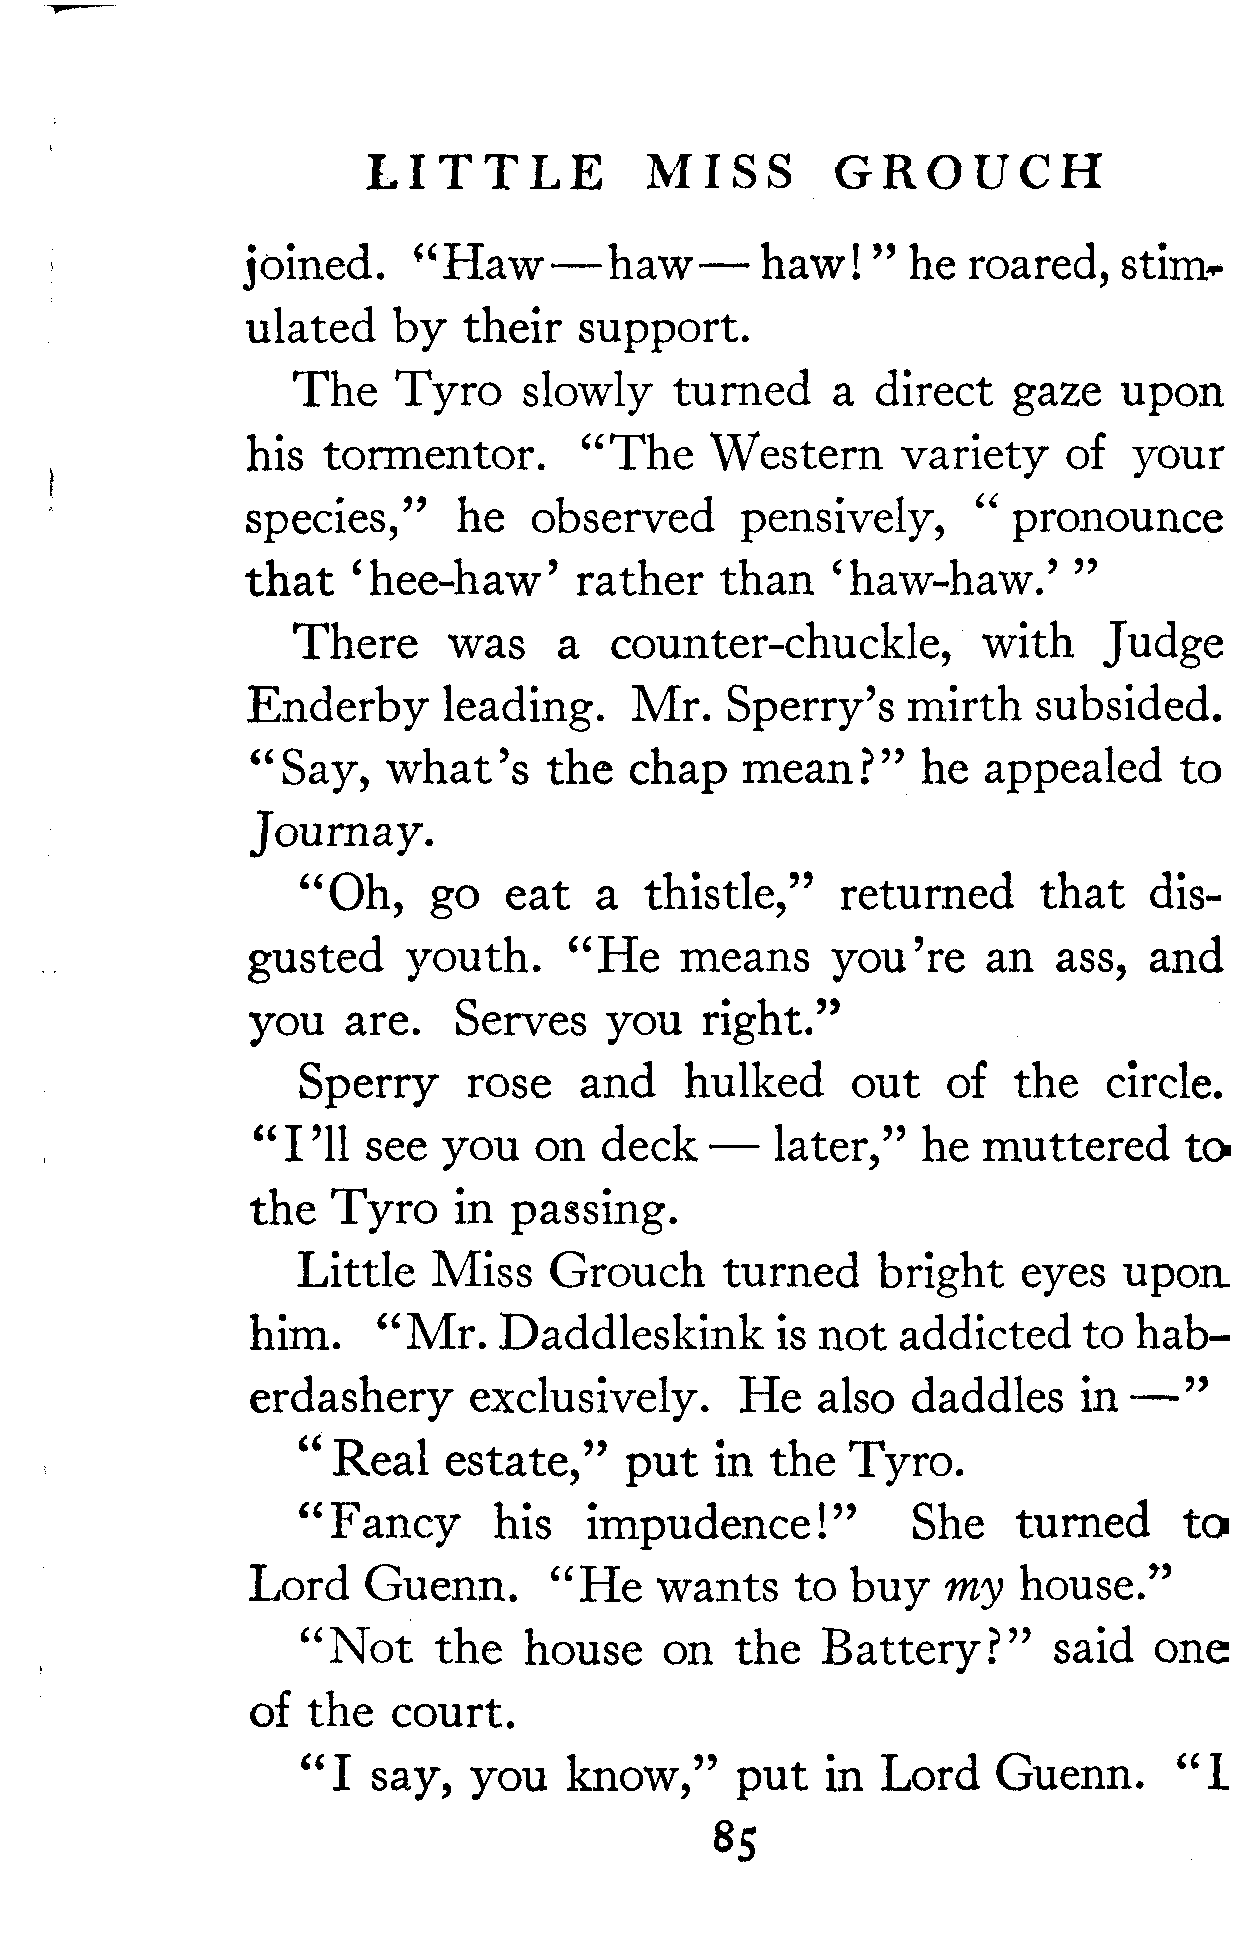 LITTLE MISS GROUCH
joined. “Haw—haw—haw!” he roared, stim-
ulated by their support.
The Tyro slowly turned a direct gaze upon
his tormentor. “The Western variety of your
species,” he observed pensively, “pronounce
that ‘hee-haw’ rather than ‘haw-haw.’”
There was a counter-chuckle, with Judge
Enderby leading. Mr. Sperry’s mirth subsided.
“Say, what’s the chap mean?” he appealed to
Journay.
“Oh, go eat a thistle,” returned that dis-
gusted youth. “He means you’re an ass, and
you are. Serves you right.”
Sperry rose and hulked out of the circle.
“I’ll see you on deck — later,” he muttered to
the Tyro in passing.
Little Miss Grouch turned bright eyes upon
him. “Mr. Daddleskink is not addicted to hab-
erdashery exclusively. He also daddles in —”
“Real estate,” put in the Tyro.
“Fancy his impudence!” She turned to
Lord Guenn. “He wants to buy my house.”
“Not the house on the Battery?” said one
of the court.
“I say, you know,” put in Lord Guenn. “I
85